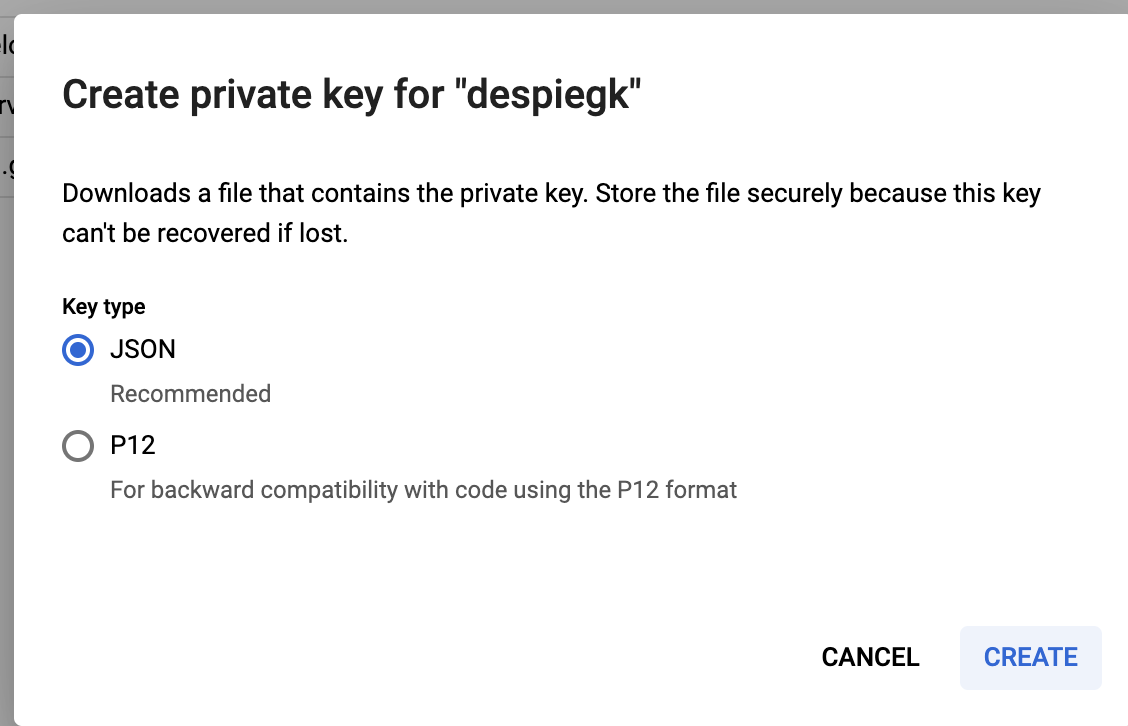 Create private key for "despiegk"
Downloads a file that contains the private key. Store the file securely because this key
can't be recovered if lost.
Key type
JSON
Recommended
P12
For backward compatibility with code using the P12 format
CANCEL
CREATE